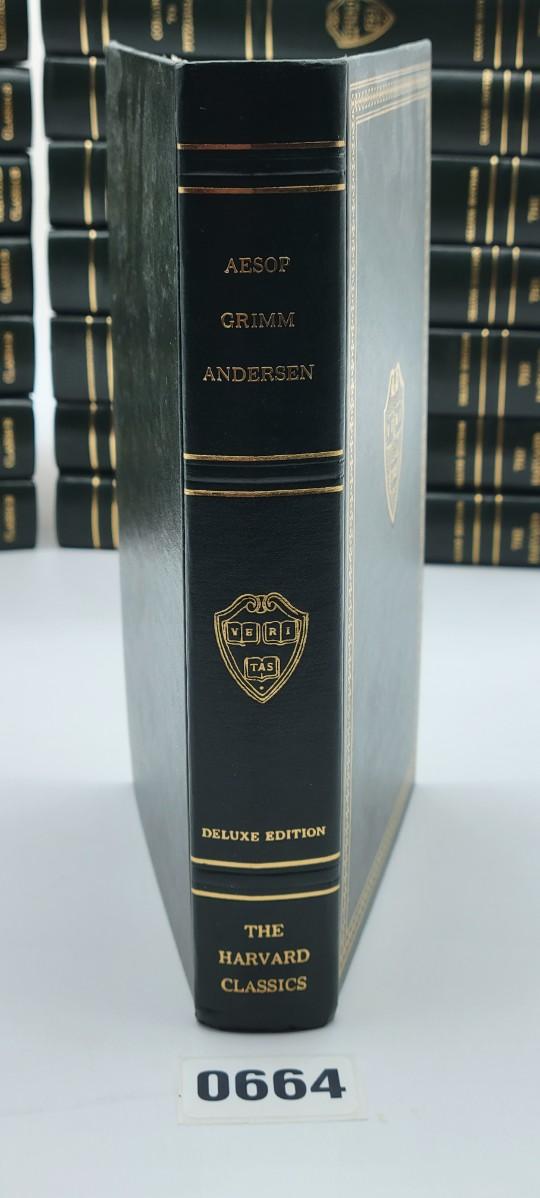 AESOP
GRIMM
ANDERSEN
VE RI
TAS
DELUXE EDITION
THE
HARVARD
CLASSICS
0664